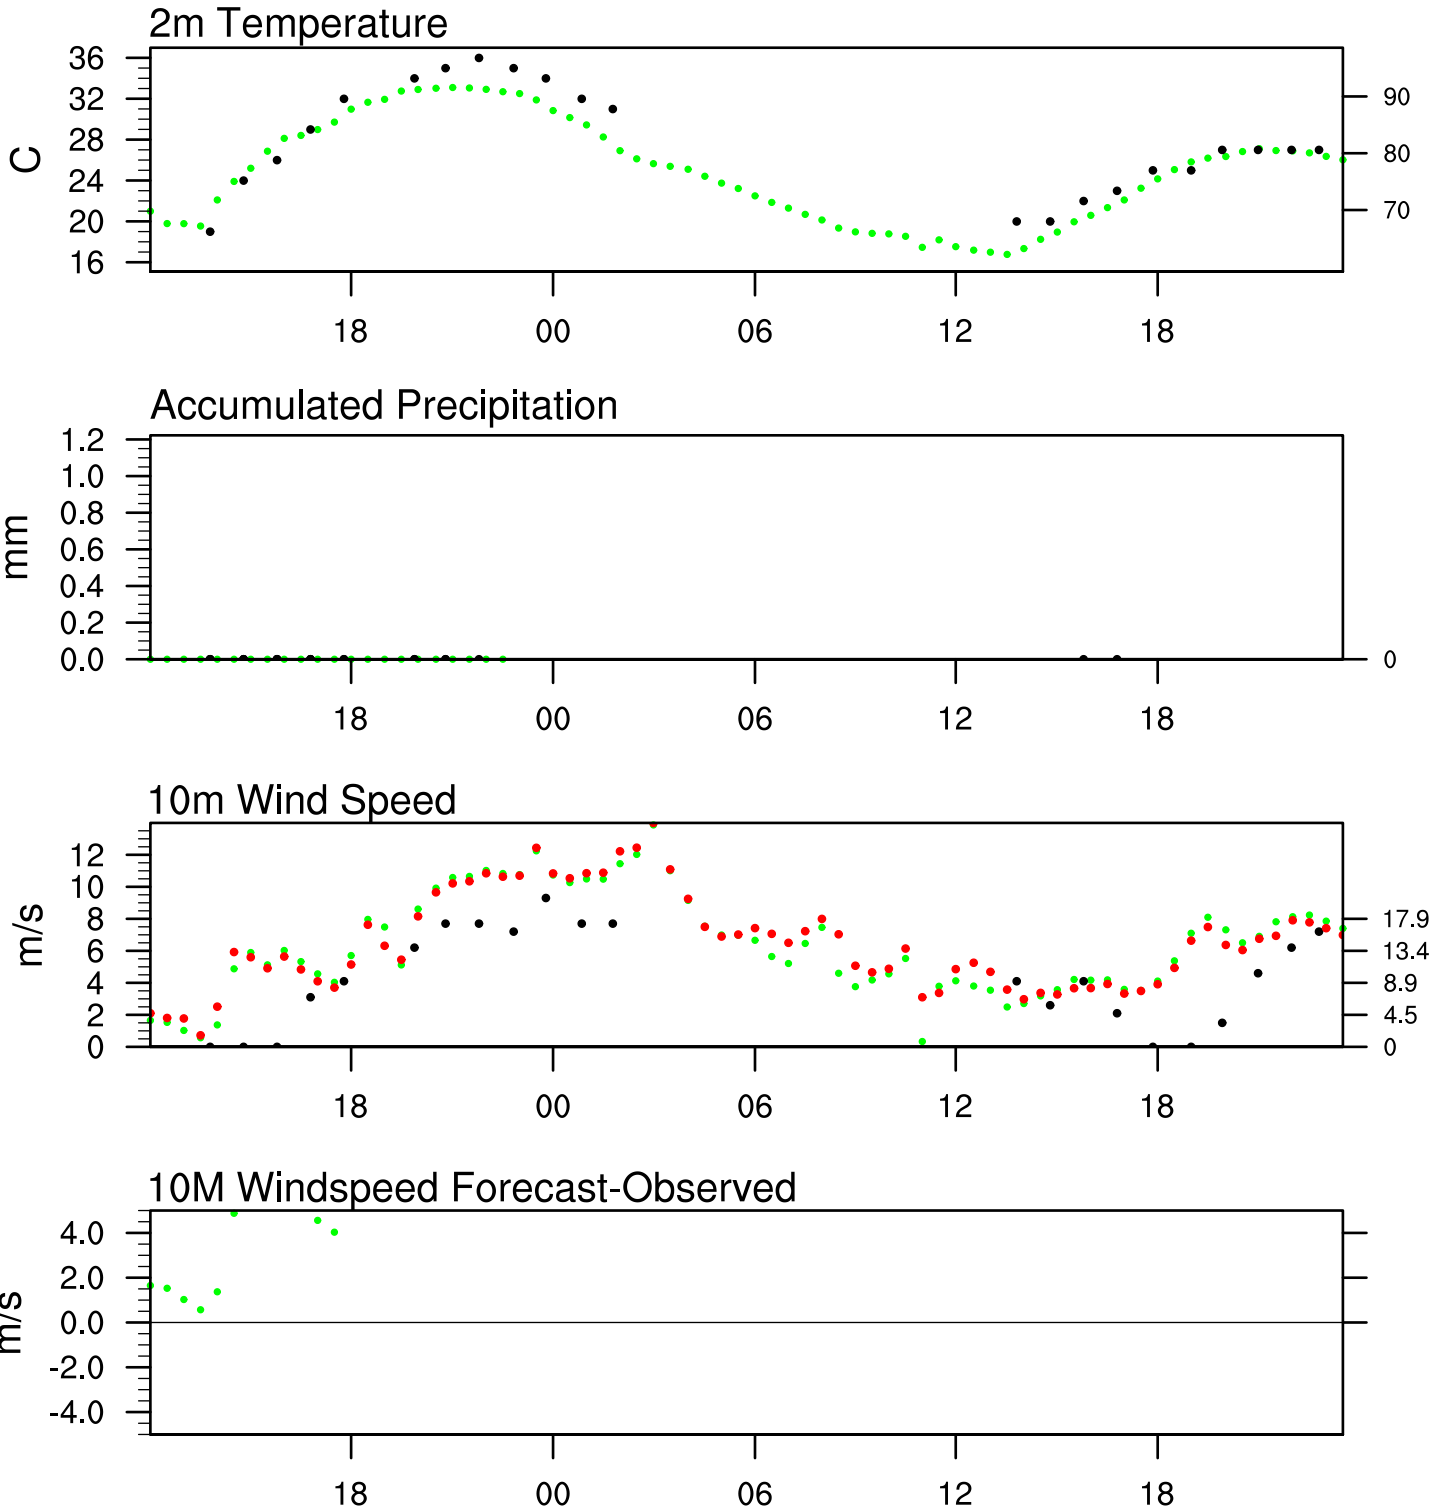 2m Temperature
36
32
28
24
20
16
C
90
80
70
18 00 06 12 18
Accumulated Precipitation
1.2
1.0
0.8
0.6
0.4
0.2
0.0
mm
0
18 00 06 12 18
10m Wind Speed
12
10
8
6
4
2
0
m/s
17.9
13.4
8.9
4.5
0
18 00 06 12 18
10M Windspeed Forecast-Observed
4.0
2.0
0.0
-2.0
-4.0
m/s
18 00 06 12 18